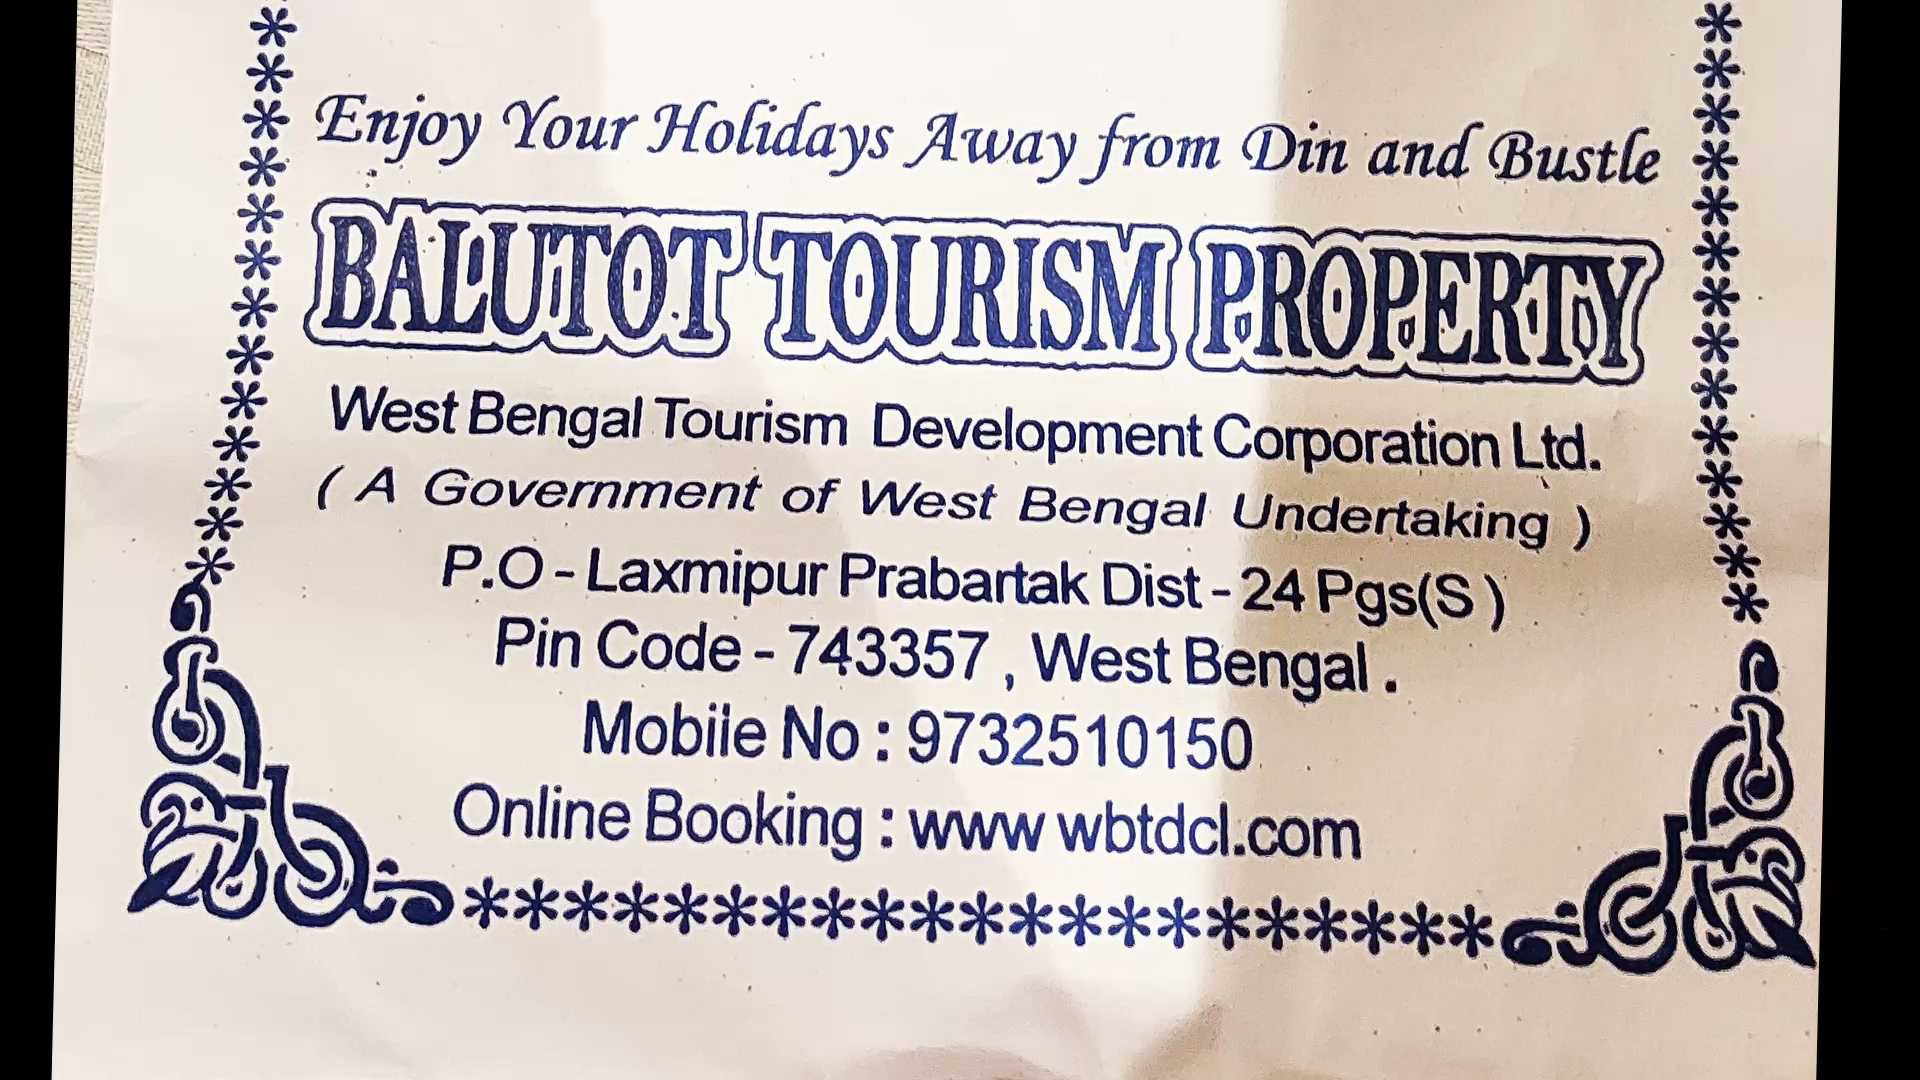 Enjoy Your Holidays Away from Din and Bustle
BALUTOT TOURISM PROPERTY
West Bengal Tourism Development Corporation Ltd.
( A Government of West Bengal Undertaking )
P.O - Laxmipur Prabartak Dist - 24 Pgs(S )
Pin Code - 743357 , West Bengal .
Mobile No : 9732510150
Online Booking : www wbtdcl.com